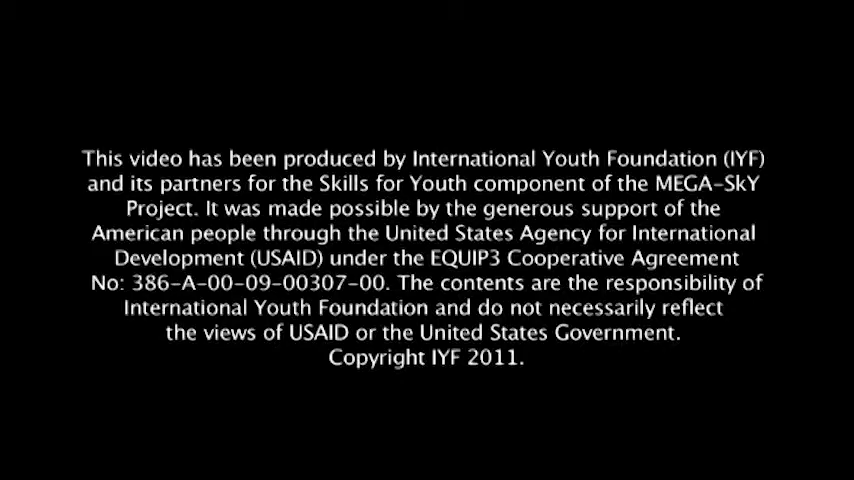 This video has been produced by International Youth Foundation (IYF)
and its partners for the Skills for Youth component of the MEGA-SkY
Project. It was made possible by the generous support of the
American people through the United States Agency for International
Development (USAID) under the EQUIP3 Cooperative Agreement
No: 386-A-00-09-00307-00. The contents are the responsibility of
International Youth Foundation and do not necessarily reflect
the views of USAID or the United States Government.
Copyright IYF 2011.